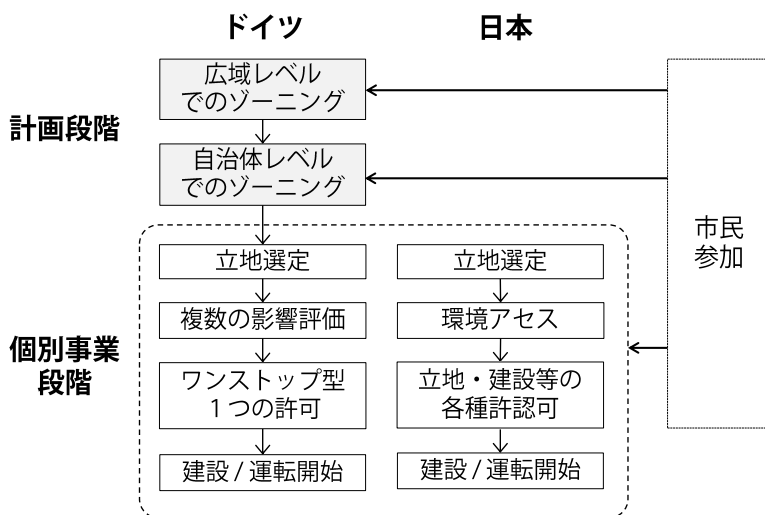 ドイツ
日本
計画段階
広域レベル
でのゾーニング
自治体レベル
でのゾーニング
市民
参加
個別事業
段階
立地選定
複数の影響評価
ワンストップ型
1つの許可
建設 / 運転開始
立地選定
環境アセス
立地・建設等の
各種許認可
建設 / 運転開始